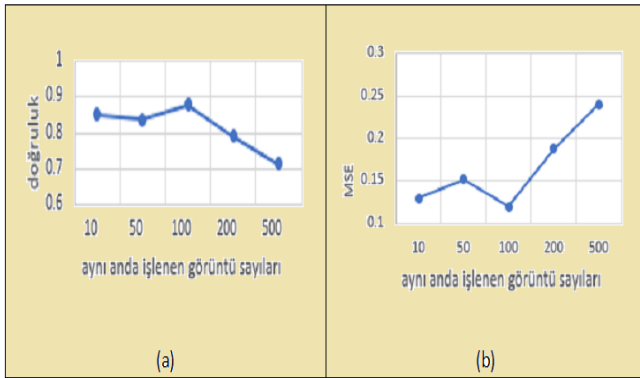 1
0.9
0.8
0.7
0.6
doğruluk
10 50 100 200 500
aynı anda işlenen görüntü sayıları
(a)
0.3
0.25
0.2
0.15
0.1
MSE
10 50 100 200 500
aynı anda işlenen görüntü sayıları
(b)